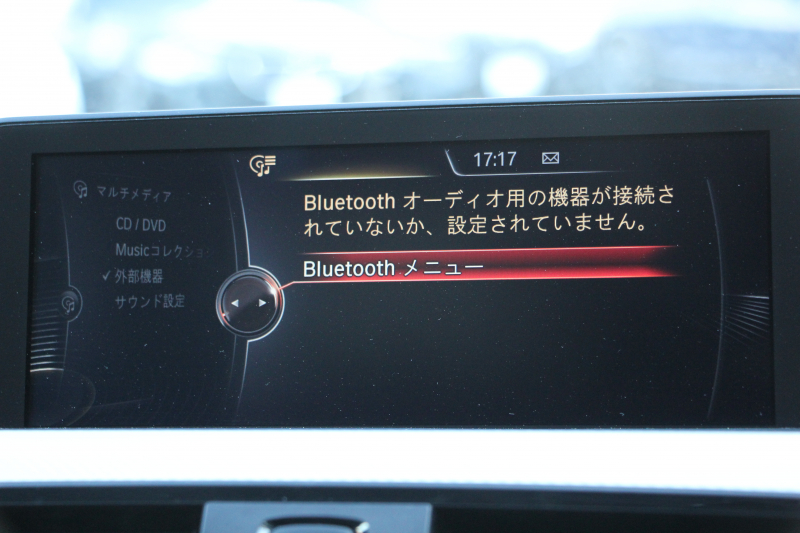 17:17
マルチメディア
CD / DVD
Musicコレクショ
外部機器
サウンド設定
Bluetooth オーディオ用の機器が接続さ
れていないか、設定されていません。
Bluetooth メニュー